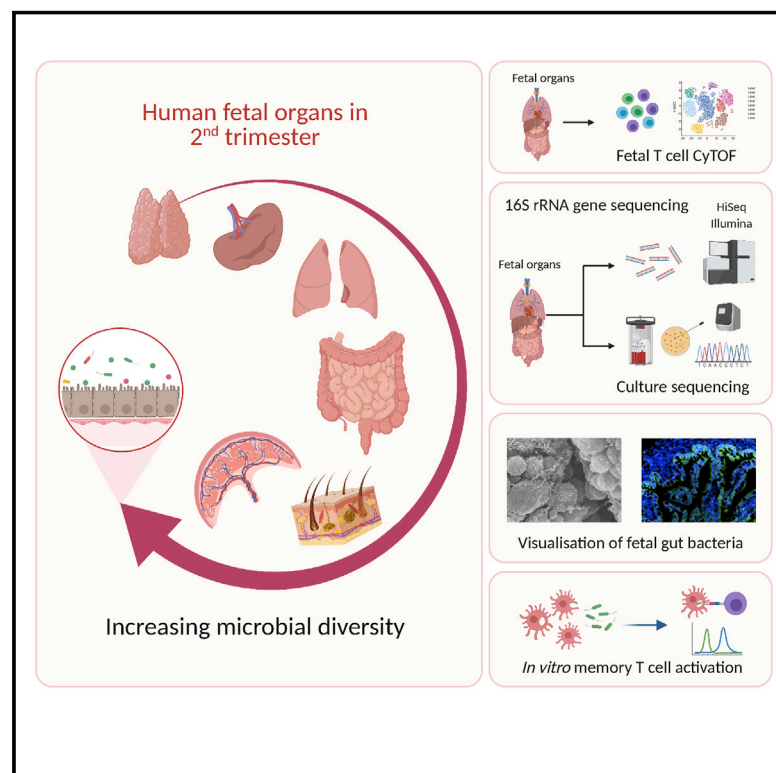 Human fetal organs in
2nd trimester
Increasing microbial diversity
Fetal organs
Fetal T cell CyTOF
16S rRNA gene sequencing
HiSeq
Illumina
Fetal organs
T C A A C G C T C T
Culture sequencing
Visualisation of fetal gut bacteria
In vitro memory T cell activation